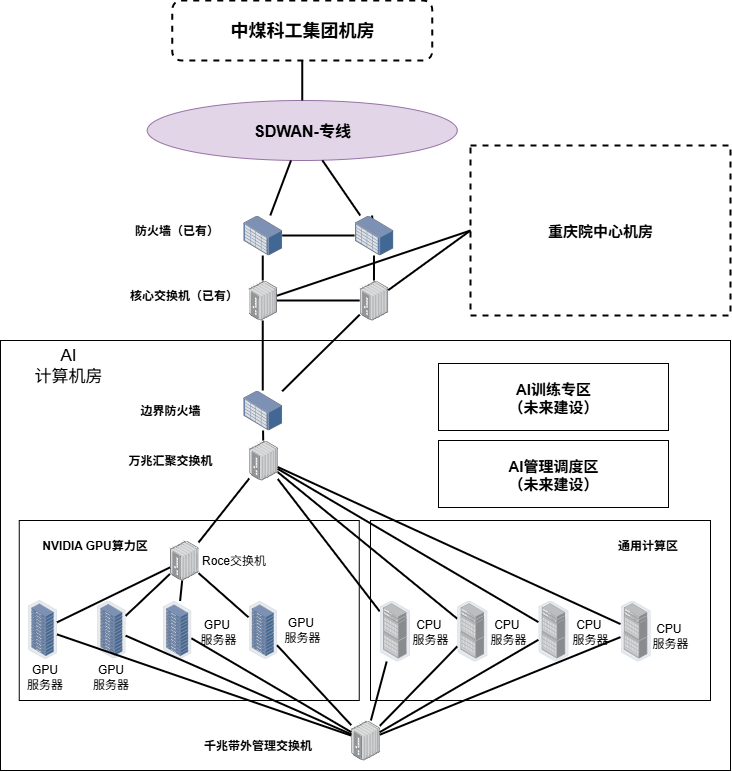 中煤科工集团机房
SDWAN-专线
防火墙（已有）
重庆院中心机房
核心交换机（已有）
AI
计算机房
AI训练专区
（未来建设）
边界防火墙
万兆汇聚交换机
AI管理调度区
（未来建设）
NVIDIA GPU算力区
Roce交换机
通用计算区
GPU
服务器
GPU
服务器
GPU
服务器
GPU
服务器
CPU
服务器
CPU
服务器
CPU
服务器
CPU
服务器
千兆带外管理交换机